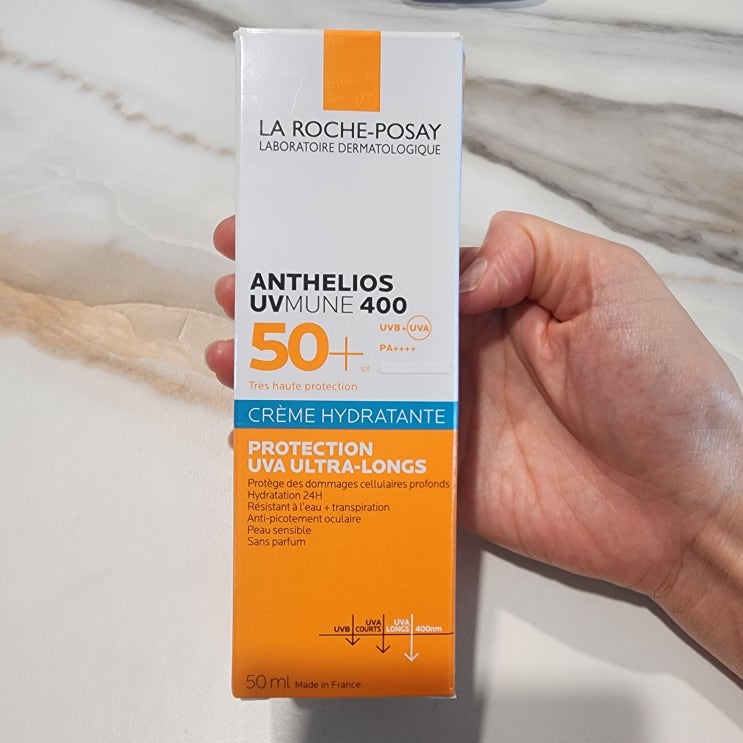 LA ROCHE-POSAY
LABORATOIRE DERMATOLOGIQUE
ANTHELIOS
UVMUNE 400
50+ spf
UVB+UVA
PA++++
Très haute protection
CRÈME HYDRATANTE
PROTECTION
UVA ULTRA-LONGS
Protège des dommages cellulaires profonds
Hydratation 24H
Résistant à l'eau + transpiration
Anti-picotement oculaire
Peau sensible
Sans parfum
UVB UVA COURTS UVA LONGS 400nm
50 ml Made in France